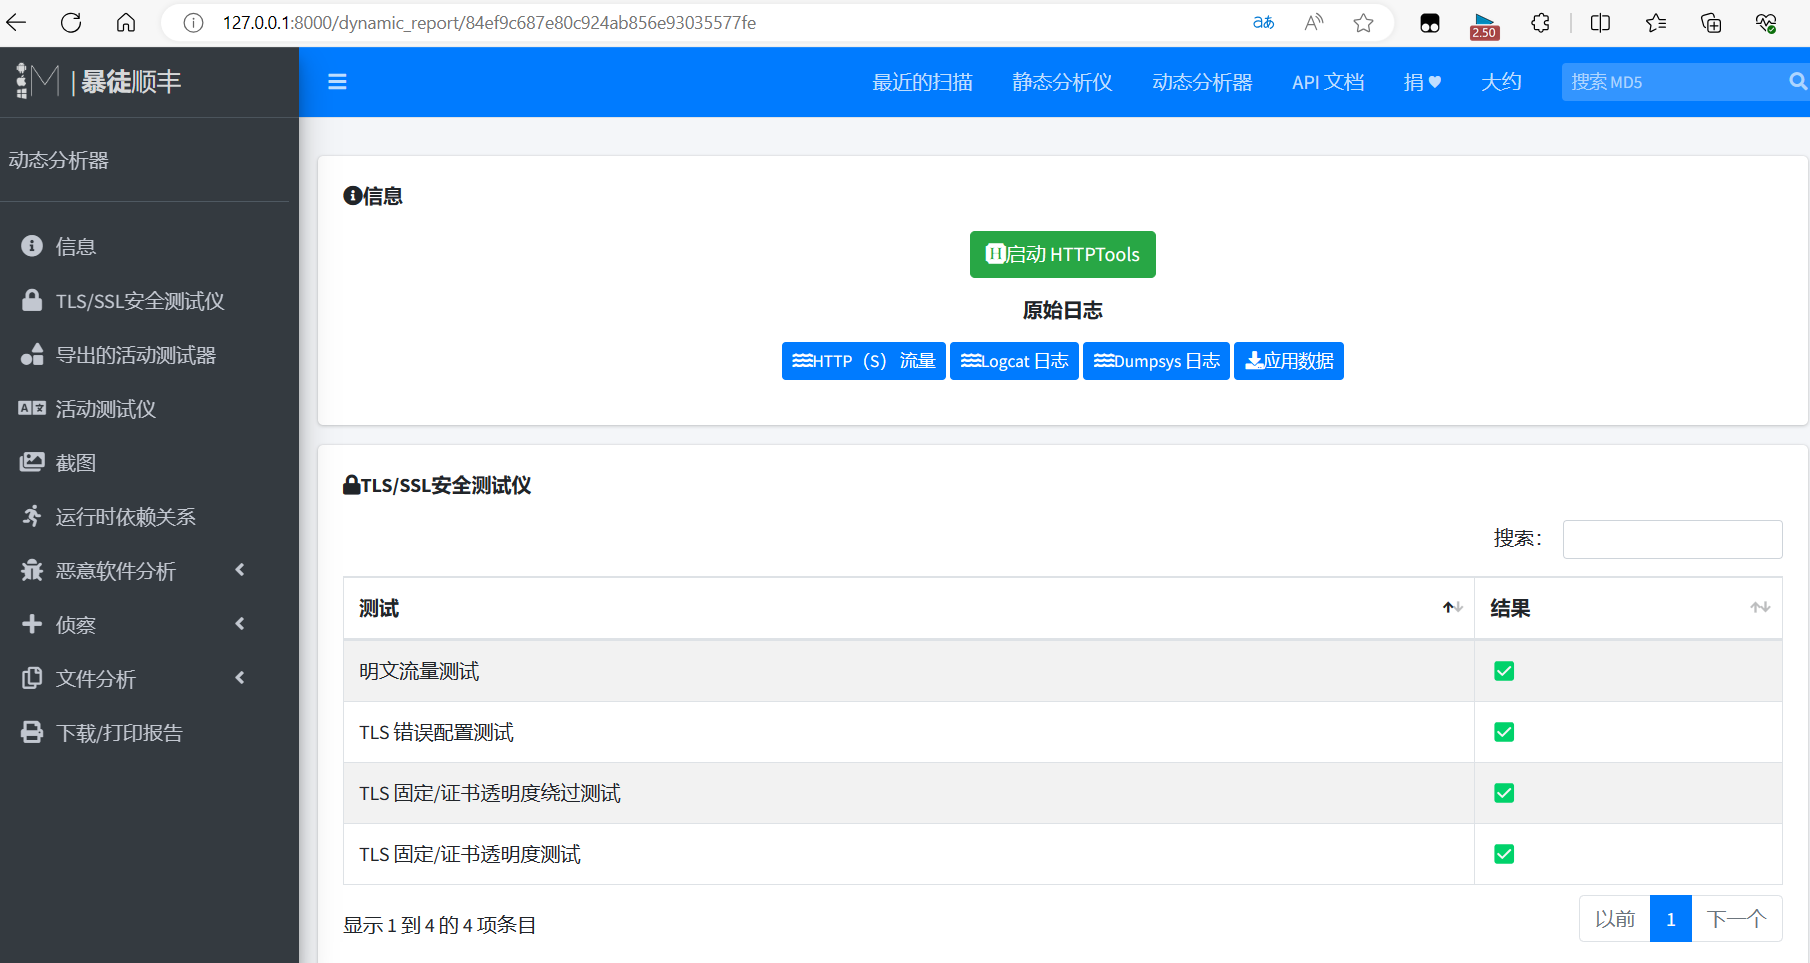 127.0.0.1:8000/dynamic_report/84ef9c687e80c924ab856e93035577fe
aあ
A
2.50
M | 暴徒顺丰
最近的扫描
静态分析仪
动态分析器
API 文档
捐 ♥
大约
搜索 MD5
动态分析器
信息
TLS/SSL安全测试仪
导出的活动测试器
活动测试仪
截图
运行时依赖关系
恶意软件分析
侦察
文件分析
下载/打印报告
信息
H启动 HTTPTools
原始日志
HTTP（S） 流量
Logcat 日志
Dumpsys 日志
应用数据
TLS/SSL安全测试仪
搜索：
测试 结果
明文流量测试
TLS 错误配置测试
TLS 固定/证书透明度绕过测试
TLS 固定/证书透明度测试
显示 1 到 4 的 4 项条目
以前 1 下一个